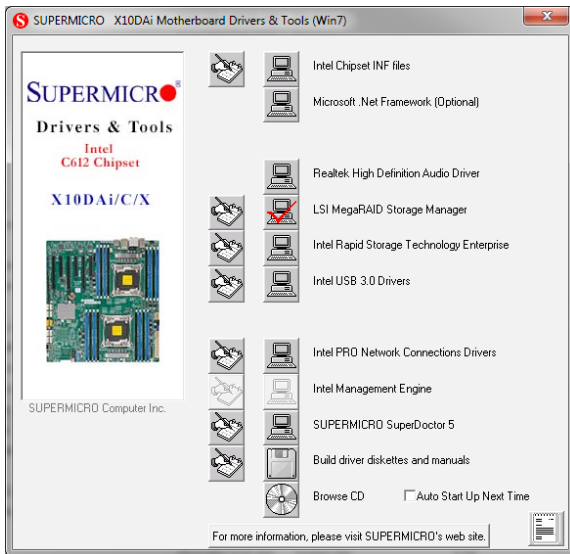 SUPERMICRO X10DAi Motherboard Drivers & Tools (Win7)
SUPERMICRO
Drivers & Tools
Intel
C612 Chipset
X10DAi/C/X
SUPERMICRO Computer Inc.
Intel Chipset INF files
Microsoft .Net Framework (Optional)
Realtek High Definition Audio Driver
LSI MegaRAID Storage Manager
Intel Rapid Storage Technology Enterprise
Intel USB 3.0 Drivers
Intel PRO Network Connections Drivers
Intel Management Engine
SUPERMICRO SuperDoctor 5
Build driver diskettes and manuals
Browse CD Auto Start Up Next Time
For more information, please visit SUPERMICRO's web site.